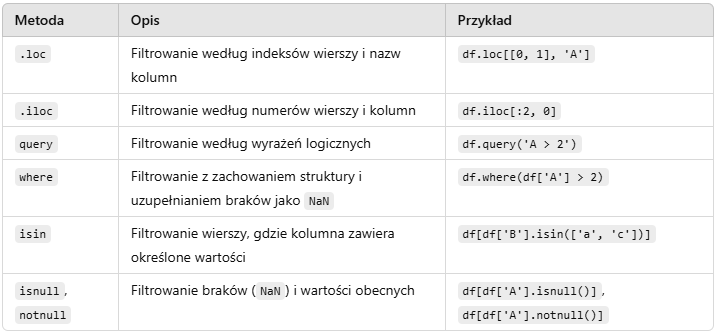 Metoda Opis Przykład
.loc Filtrowanie według indeksów wierszy i nazw kolumn df.loc[[0, 1], 'A']
.iloc Filtrowanie według numerów wierszy i kolumn df.iloc[:2, 0]
query Filtrowanie według wyrażeń logicznych df.query('A > 2')
where Filtrowanie z zachowaniem struktury i uzupełnianiem braków jako NaN df.where(df['A'] > 2)
isin Filtrowanie wierszy, gdzie kolumna zawiera określone wartości df[df['B'].isin(['a', 'c'])]
isnull, notnull Filtrowanie braków (NaN) i wartości obecnych df[df['A'].isnull()], df[df['A'].notnull()]